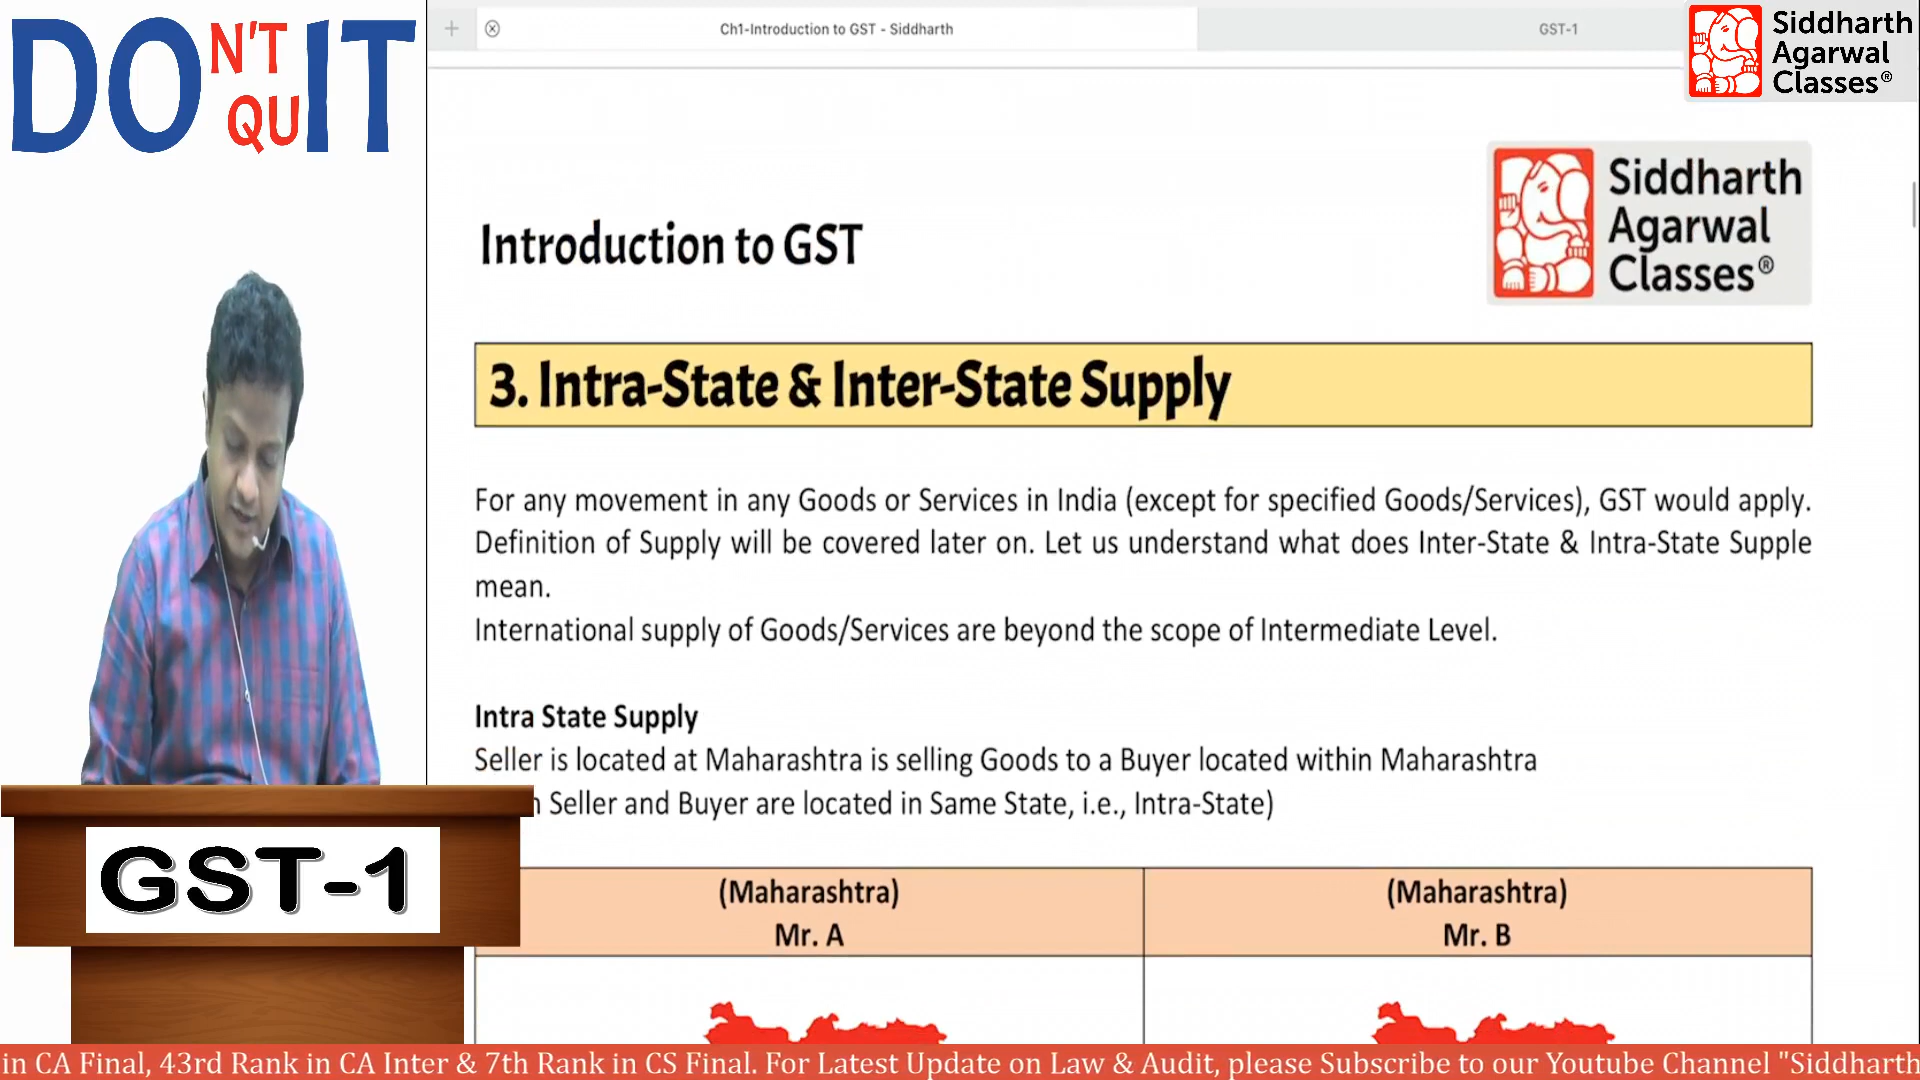 DON'T QUIT
Ch1-Introduction to GST - Siddharth
GST-1
Siddharth
Agarwal
Classes®
Introduction to GST
Siddharth
Agarwal
Classes®
3. Intra-State & Inter-State Supply
For any movement in any Goods or Services in India (except for specified Goods/Services), GST would apply.
Definition of Supply will be covered later on. Let us understand what does Inter-State & Intra-State Supple
mean.
International supply of Goods/Services are beyond the scope of Intermediate Level.
Intra State Supply
Seller is located at Maharashtra is selling Goods to a Buyer located within Maharashtra
Seller and Buyer are located in Same State, i.e., Intra-State)
GST-1
(Maharashtra)
Mr. A
(Maharashtra)
Mr. B
in CA Final, 43rd Rank in CA Inter & 7th Rank in CS Final. For Latest Update on Law & Audit, please Subscribe to our Youtube Channel "Siddharth